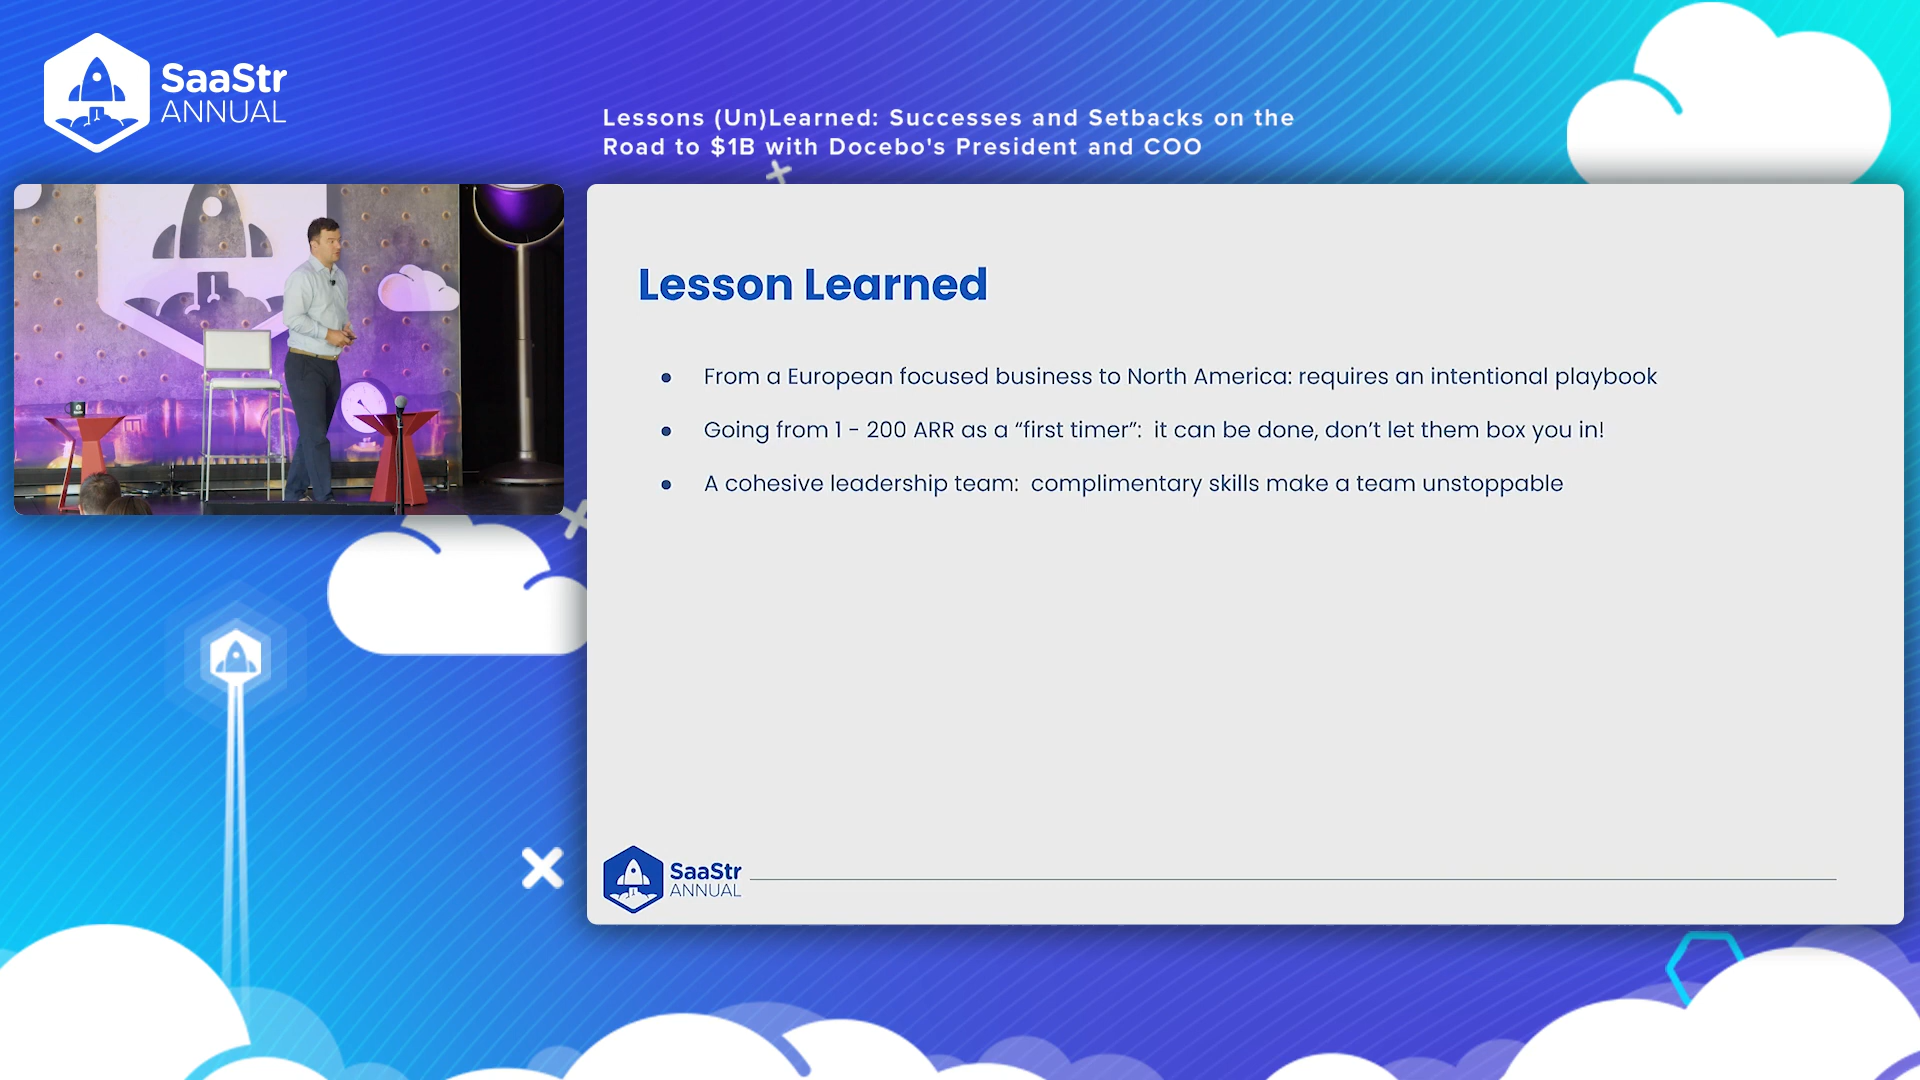 SaaStr
ANNUAL
Lessons (Un)Learned: Successes and Setbacks on the
Road to $1B with Docebo's President and COO
Lesson Learned
• From a European focused business to North America: requires an intentional playbook
• Going from 1 - 200 ARR as a “first timer”:  it can be done, don’t let them box you in!
• A cohesive leadership team:  complimentary skills make a team unstoppable
SaaStr
ANNUAL